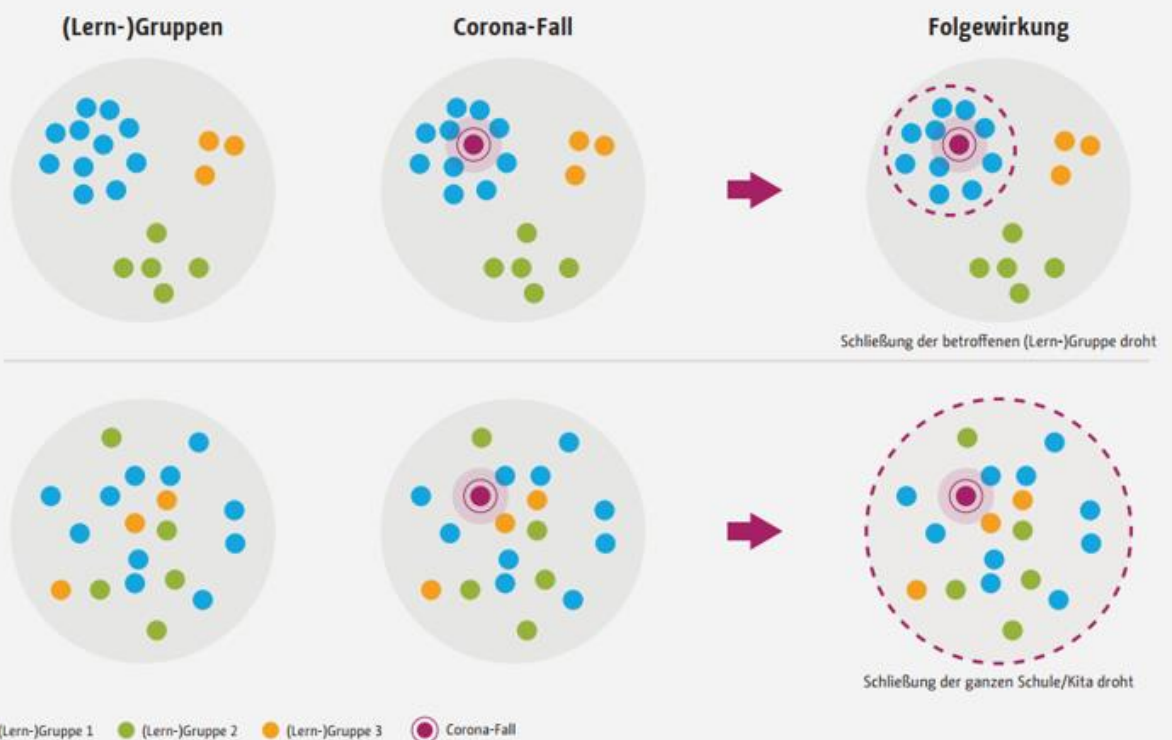 (Lern-)Gruppen
Corona-Fall
Folgewirkung
Schließung der betroffenen (Lern-)Gruppe droht
Schließung der ganzen Schule/Kita droht
(Lern-)Gruppe 1
(Lern-)Gruppe 2
(Lern-)Gruppe 3
Corona-Fall